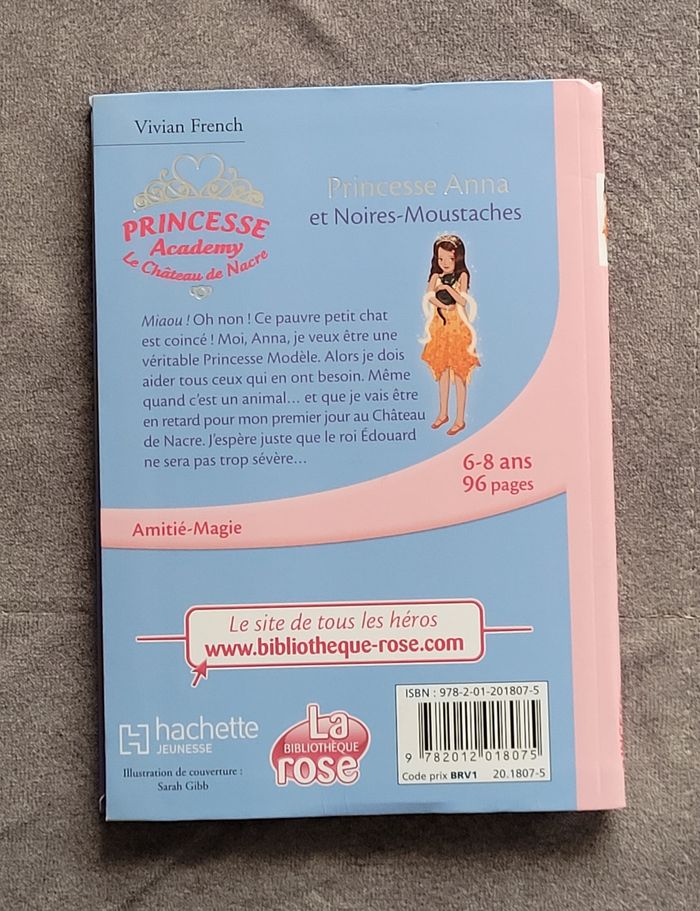 Vivian French
PRINCESSE
Academy
Le Château de Nacre
Princesse Anna
et Noires-Moustaches
Miaou ! Oh non ! Ce pauvre petit chat
est coincé ! Moi, Anna, je veux être une
véritable Princesse Modèle. Alors je dois
aider tous ceux qui en ont besoin. Même
quand c'est un animal... et que je vais être
en retard pour mon premier jour au Château
de Nacre. J'espère juste que le roi Édouard
ne sera pas trop sévère...
6-8 ans
96 pages
Amitié-Magie
Le site de tous les héros
www.bibliotheque-rose.com
hachette
JEUNESSE
Illustration de couverture :
Sarah Gibb
La
BIBLIOTHÈQUE
rose
ISBN : 978-2-01-201807-5
9 782012 018075
Code prix BRV1 20.1807-5